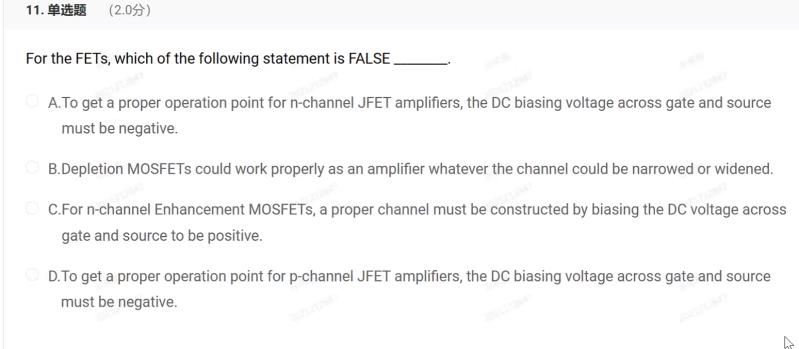 11. 单选题 (2.0分)
For the FETs, which of the following statement is FALSE ________.
A.To get a proper operation point for n-channel JFET amplifiers, the DC biasing voltage across gate and source
must be negative.
B.Depletion MOSFETs could work properly as an amplifier whatever the channel could be narrowed or widened.
C.For n-channel Enhancement MOSFETs, a proper channel must be constructed by biasing the DC voltage across
gate and source to be positive.
D.To get a proper operation point for p-channel JFET amplifiers, the DC biasing voltage across gate and source
must be negative.